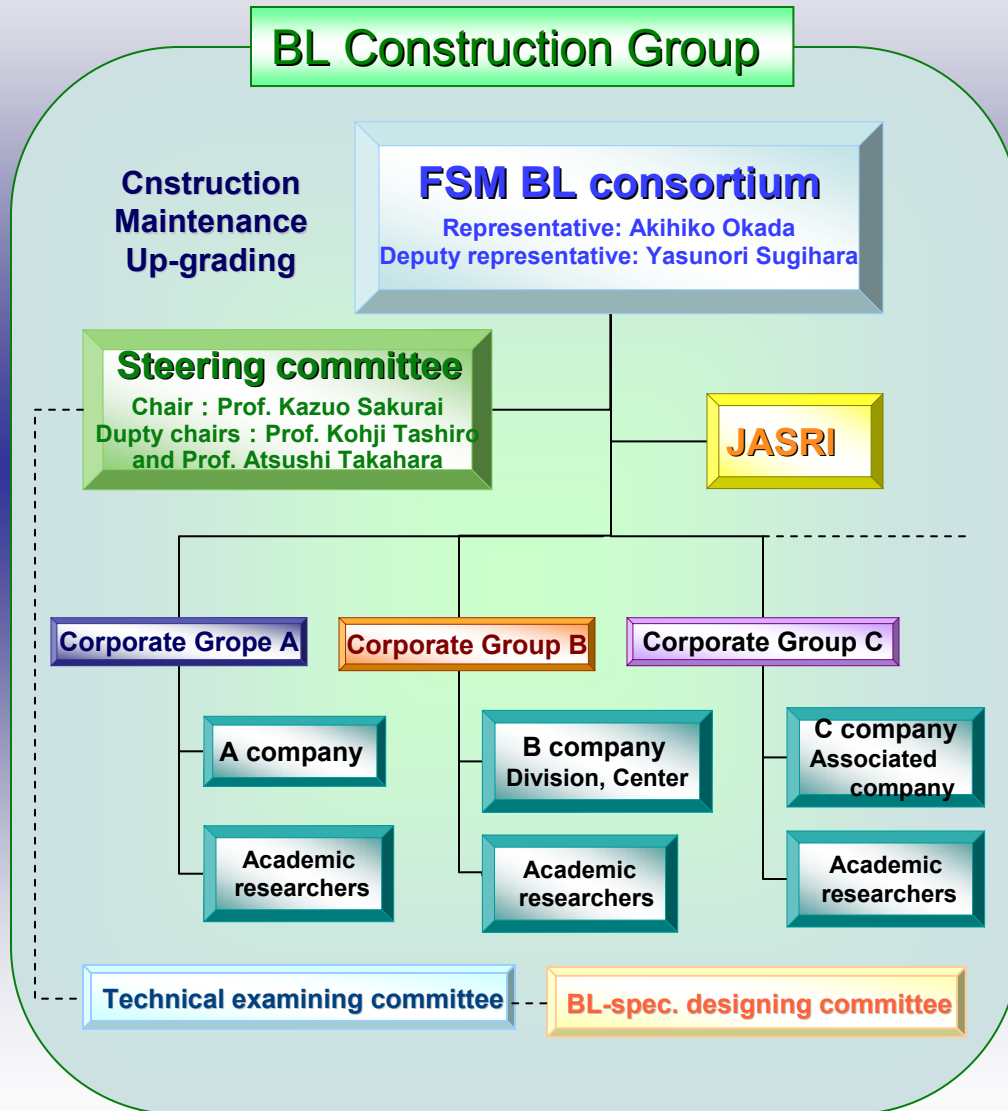 BL Construction Group
Cnstruction
Maintenance
Up-grading
FSM BL consortium
Representative: Akihiko Okada
Deputy representative: Yasunori Sugihara
Steering committee
Chair : Prof. Kazuo Sakurai
Dupty chairs : Prof. Kohji Tashiro
and Prof. Atsushi Takahara
JASRI
Corporate Grope A
Corporate Group B
Corporate Group C
A company
B company
Division, Center
C company
Associated
company
Academic
researchers
Academic
researchers
Academic
researchers
Technical examining committee
BL-spec. designing committee